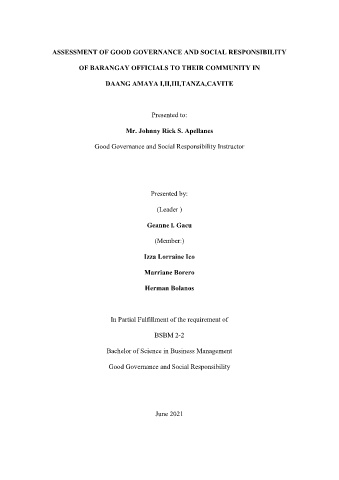 ASSESSMENT OF GOOD GOVERNANCE AND SOCIAL RESPONSIBILITY
OF BARANGAY OFFICIALS TO THEIR COMMUNITY IN
DAANG AMAYA I,II,III,TANZA,CAVITE
Presented to:
Mr. Johnny Rick S. Apellanes
Good Governance and Social Responsibility Instructor
Presented by:
(Leader )
Geanne l. Gacu
(Member:)
Izza Lorraine Ico
Marriane Borero
Herman Bolanos
In Partial Fulfillment of the requirement of
BSBM 2-2
Bachelor of Science in Business Management
Good Governance and Social Responsibility
June 2021